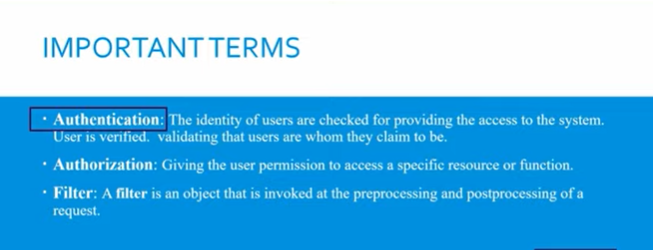 IMPORTANT TERMS
· Authentication: The identity of users are checked for providing the access to the system.
User is verified. validating that users are whom they claim to be.
· Authorization: Giving the user permission to access a specific resource or function.
· Filter: A filter is an object that is invoked at the preprocessing and postprocessing of a
request.